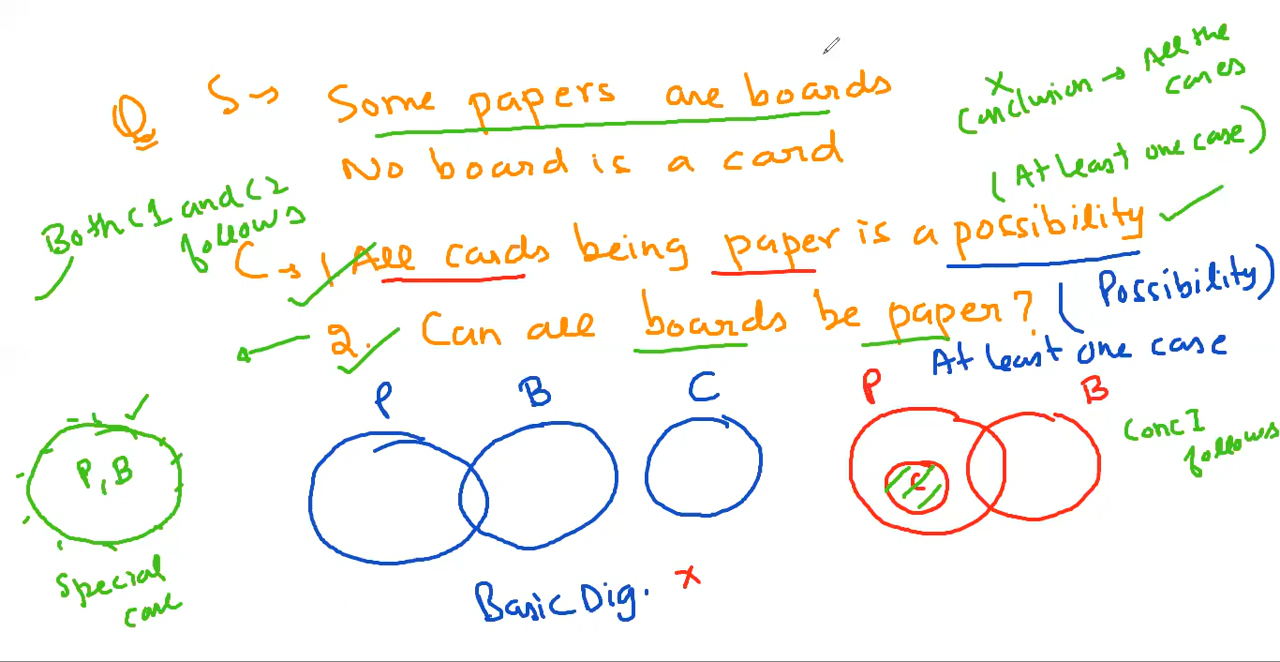 Q S→ Some papers are boards
No board is a card
x
Conclusion → All the cases
(At least one case)
Both C1 and C2
follows
C→ 1 All cards being paper is a possibility
2. Can all boards be paper?
(Possibility)
At least one case
P B C
P B
P, B
C
Conc I
follows
Special
case
Basic Dig. x